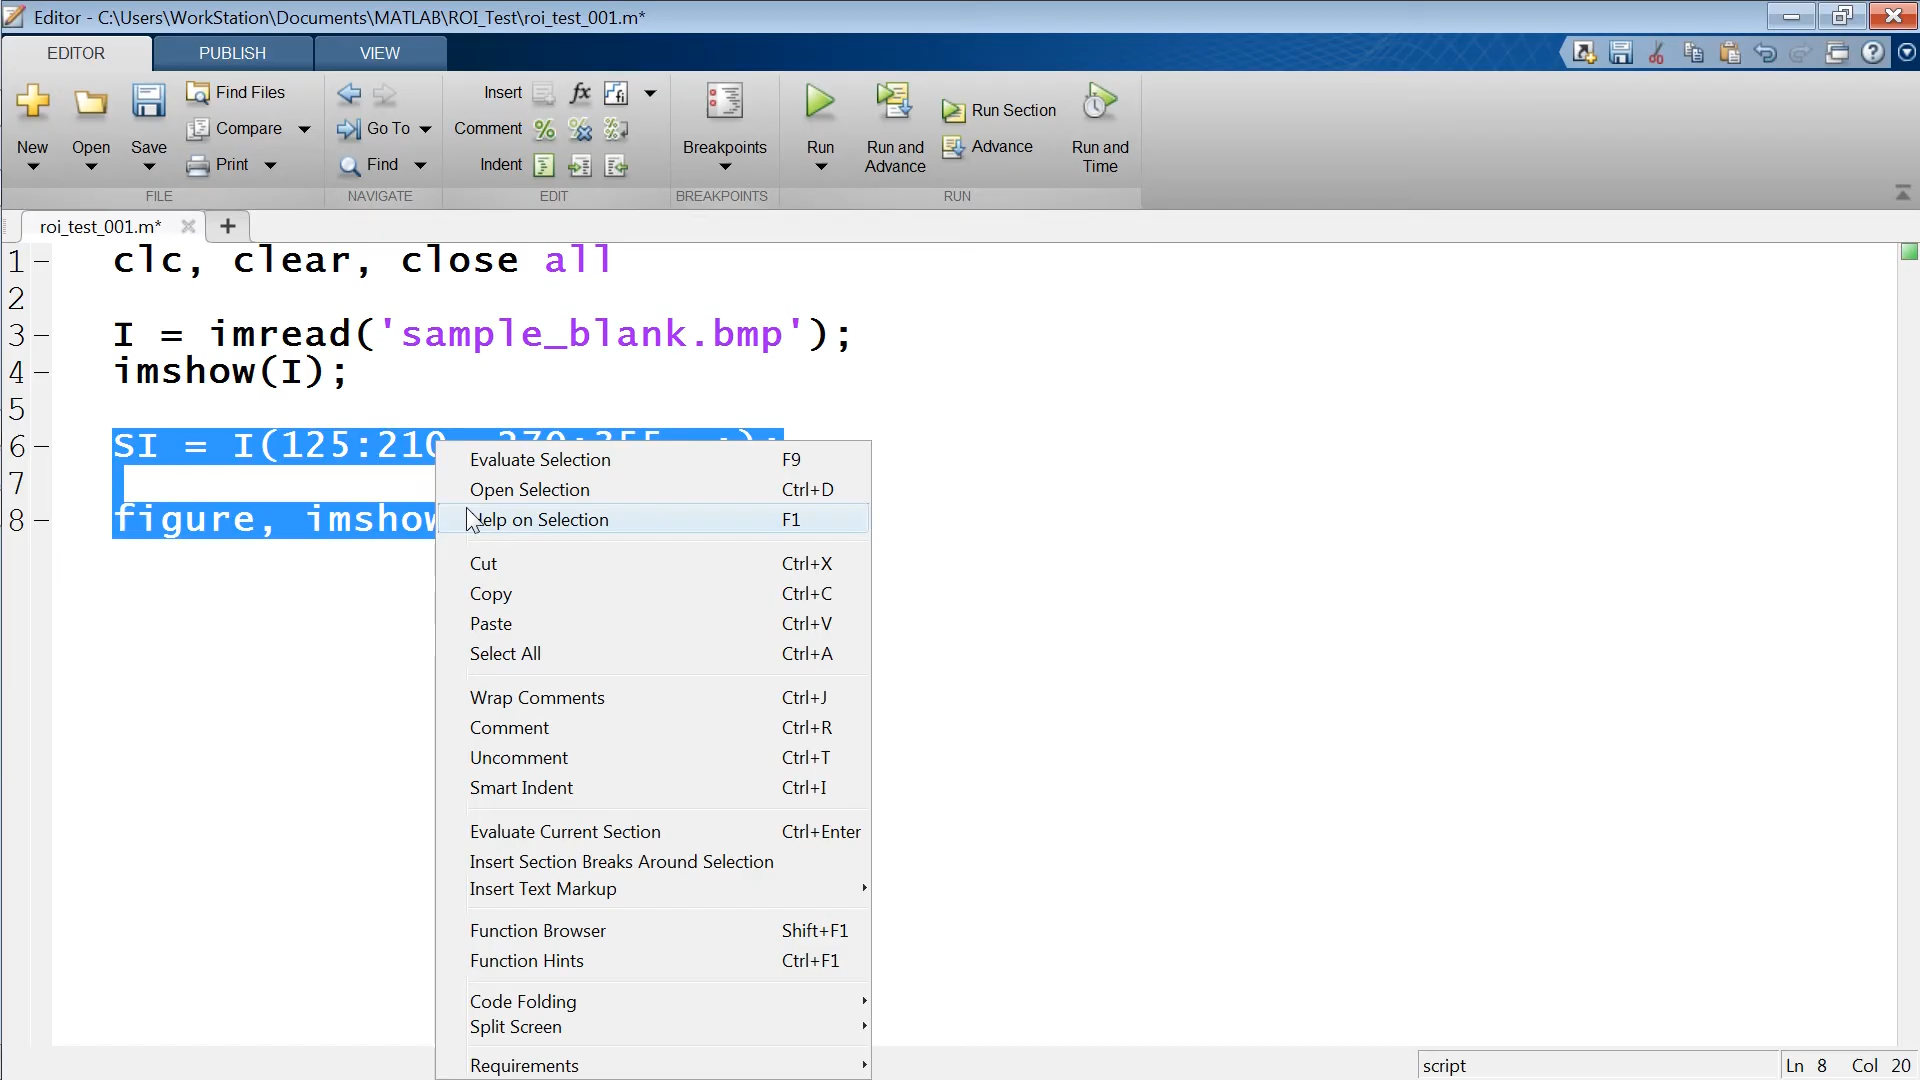 Editor - C:\Users\WorkStation\Documents\MATLAB\ROI_Test\roi_test_001.m*
EDITOR PUBLISH VIEW
New
Open
Save
Find Files
Compare
Print
FILE
Go To
Find
NAVIGATE
Insert fx
Comment
Indent
EDIT
Breakpoints
BREAKPOINTS
Run
Run and Advance
Run Section
Advance
Run and Time
RUN
roi_test_001.m*
1 clc, clear, close all
2
3 I = imread('sample_blank.bmp');
4 imshow(I);
5
6 SI = I(125:210, 270:355, :);
7
8 figure, imshow
Evaluate Selection F9
Open Selection Ctrl+D
Help on Selection F1
Cut Ctrl+X
Copy Ctrl+C
Paste Ctrl+V
Select All Ctrl+A
Wrap Comments Ctrl+J
Comment Ctrl+R
Uncomment Ctrl+T
Smart Indent Ctrl+I
Evaluate Current Section Ctrl+Enter
Insert Section Breaks Around Selection
Insert Text Markup
Function Browser Shift+F1
Function Hints Ctrl+F1
Code Folding
Split Screen
Requirements
script Ln 8 Col 20